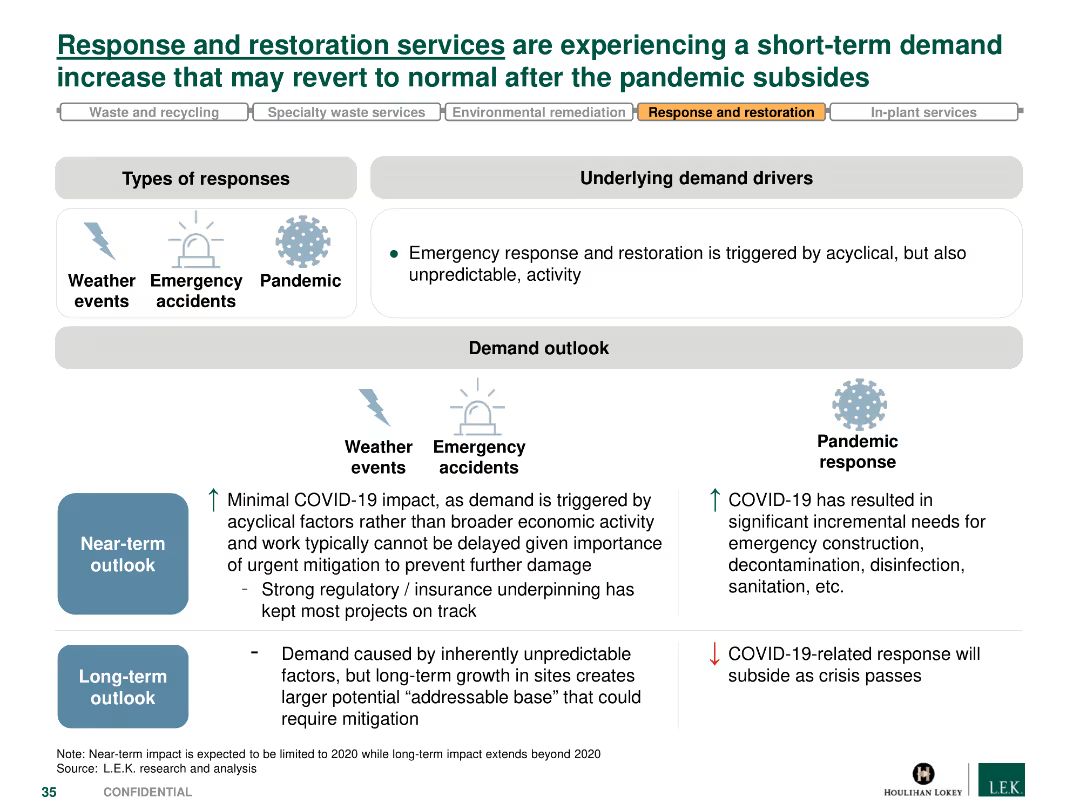 Response and restoration services are experiencing a short-term demand
increase that may revert to normal after the pandemic subsides
Waste and recycling
Specialty waste services
Environmental remediation
Response and restoration
In-plant services
Types of responses
Underlying demand drivers
Weather
events
Emergency
accidents
Pandemic
● Emergency response and restoration is triggered by acyclical, but also
unpredictable, activity
Demand outlook
Weather
events
Emergency
accidents
Pandemic
response
Near-term
outlook
↑ Minimal COVID-19 impact, as demand is triggered by
acyclical factors rather than broader economic activity
and work typically cannot be delayed given importance
of urgent mitigation to prevent further damage
- Strong regulatory / insurance underpinning has
kept most projects on track
↑ COVID-19 has resulted in
significant incremental needs for
emergency construction,
decontamination, disinfection,
sanitation, etc.
Long-term
outlook
- Demand caused by inherently unpredictable
factors, but long-term growth in sites creates
larger potential “addressable base” that could
require mitigation
↓ COVID-19-related response will
subside as crisis passes
Note: Near-term impact is expected to be limited to 2020 while long-term impact extends beyond 2020
Source: L.E.K. research and analysis
35
CONFIDENTIAL
HOULIHAN LOKEY
L.E.K.